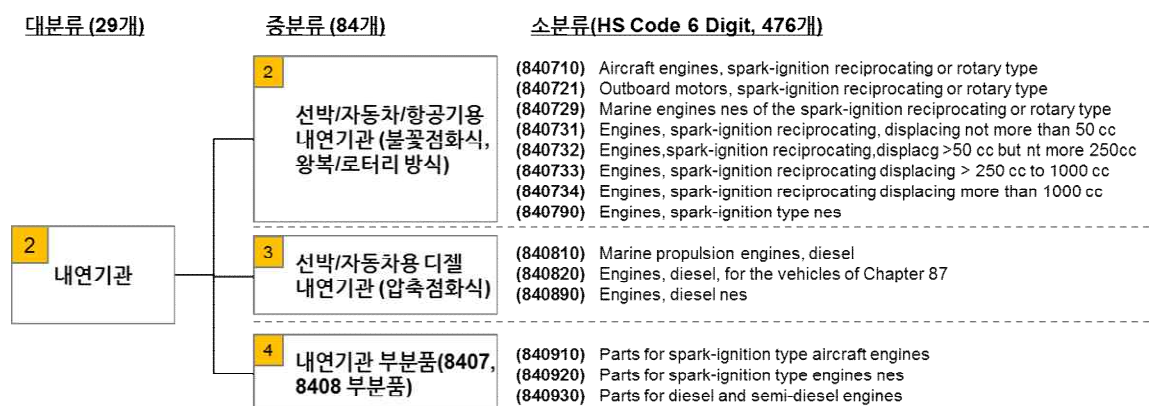 대분류 (29개) 중분류 (84개) 소분류(HS Code 6 Digit, 476개)
2
내연기관
2
선박/자동차/항공기용
내연기관 (불꽃점화식,
왕복/로터리 방식)
(840710) Aircraft engines, spark-ignition reciprocating or rotary type
(840721) Outboard motors, spark-ignition reciprocating or rotary type
(840729) Marine engines nes of the spark-ignition reciprocating or rotary type
(840731) Engines, spark-ignition reciprocating, displacing not more than 50 cc
(840732) Engines,spark-ignition reciprocating,displacg >50 cc but nt more 250cc
(840733) Engines, spark-ignition reciprocating displacing > 250 cc to 1000 cc
(840734) Engines, spark-ignition reciprocating displacing more than 1000 cc
(840790) Engines, spark-ignition type nes
3
선박/자동차용 디젤
내연기관 (압축점화식)
(840810) Marine propulsion engines, diesel
(840820) Engines, diesel, for the vehicles of Chapter 87
(840890) Engines, diesel nes
4
내연기관 부분품(8407,
8408 부분품)
(840910) Parts for spark-ignition type aircraft engines
(840920) Parts for spark-ignition type engines nes
(840930) Parts for diesel and semi-diesel engines